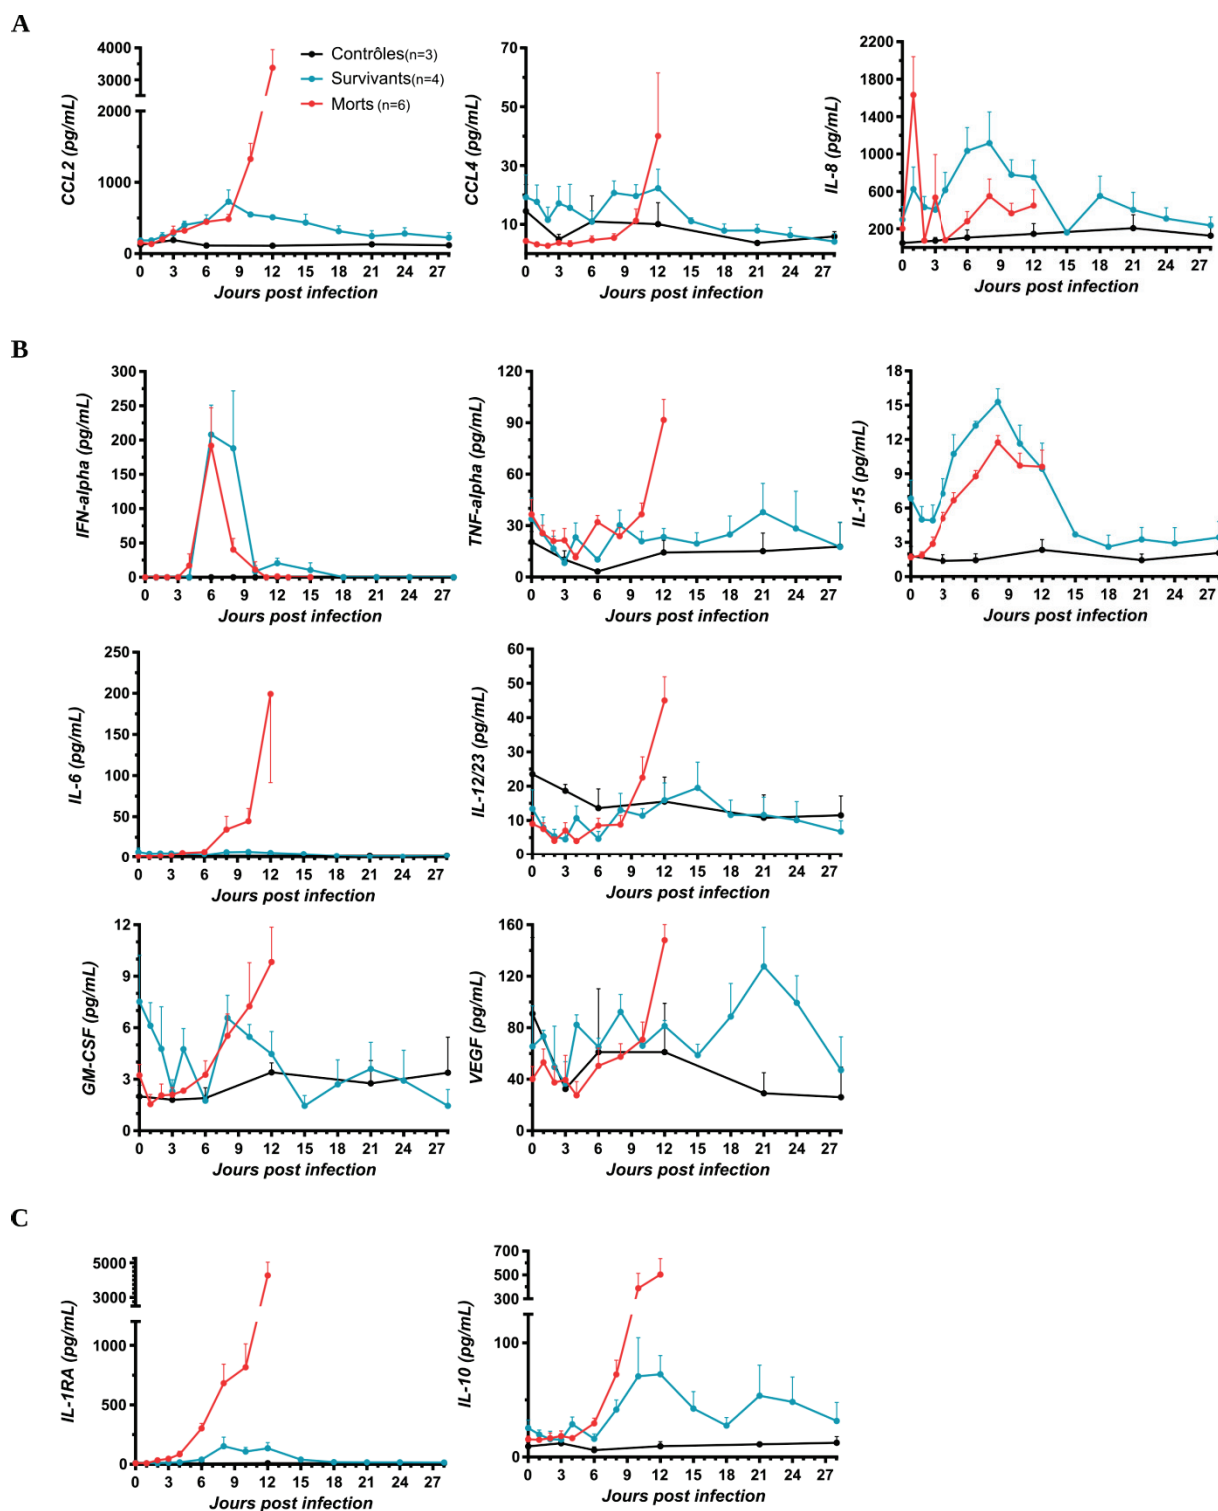 A
CCL2 (pg/mL)
4000
3000
2000
1000
0
0 3 6 9 12 15 18 21 24 27
Jours post infection
Contrôles(n=3)
Survivants(n=4)
Morts (n=6)
CCL4 (pg/mL)
70
50
30
10
0 3 6 9 12 15 18 21 24 27
Jours post infection
IL-8 (pg/mL)
2200
1800
1400
1000
600
200
0 3 6 9 12 15 18 21 24 27
Jours post infection
B
IFN-alpha (pg/mL)
300
250
200
150
100
50
0
0 3 6 9 12 15 18 21 24 27
Jours post infection
TNF-alpha (pg/mL)
120
90
60
30
0
0 3 6 9 12 15 18 21 24 27
Jours post infection
IL-15 (pg/mL)
18
15
12
9
6
3
0
0 3 6 9 12 15 18 21 24 27
Jours post infection
IL-6 (pg/mL)
250
200
150
100
50
0
0 3 6 9 12 15 18 21 24 27
Jours post infection
IL-12/23 (pg/mL)
60
50
40
30
20
10
0
0 3 6 9 12 15 18 21 24 27
Jours post infection
GM-CSF (pg/mL)
12
9
6
3
0
0 3 6 9 12 15 18 21 24 27
Jours post infection
VEGF (pg/mL)
160
120
80
40
0
0 3 6 9 12 15 18 21 24 27
Jours post infection
C
IL-1RA (pg/mL)
5000
3000
1000
500
0
0 3 6 9 12 15 18 21 24 27
Jours post infection
IL-10 (pg/mL)
700
500
300
100
0
0 3 6 9 12 15 18 21 24 27
Jours post infection